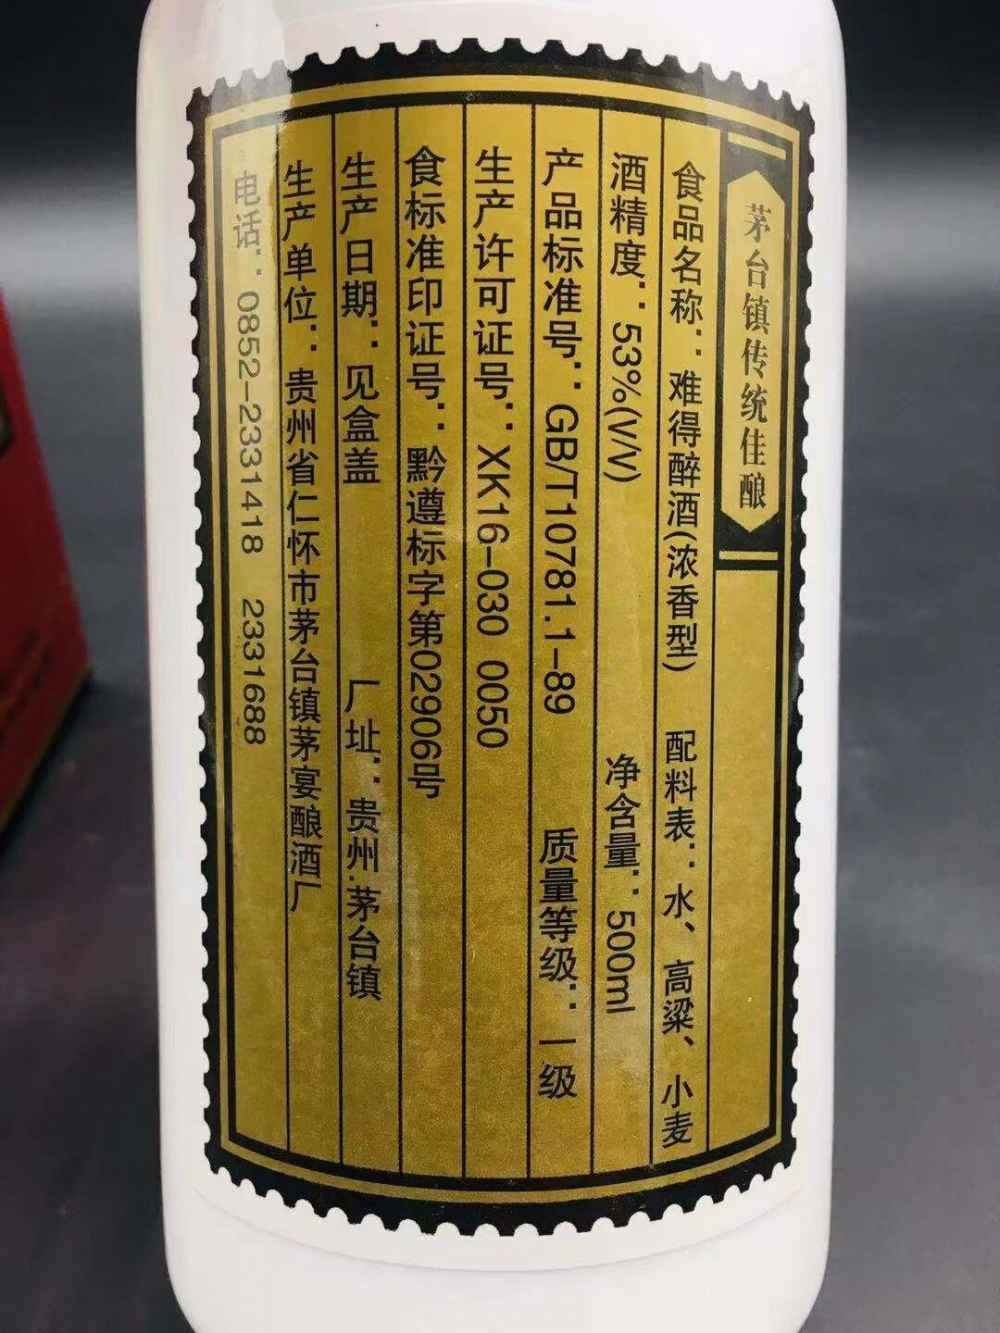 茅台镇传统佳酿
食品名称：难得醉酒(浓香型) 配料表：水、高粱、小麦
酒精度：53%(V/V) 净含量：500ml
产品标准号：GB/T10781.1-89 质量等级：一级
生产许可证号：XK16-030 0050
食标准印证号：黔遵标字第02906号
生产日期：见盒盖 厂址：贵州.茅台镇
生产单位：贵州省仁怀市茅台镇茅宴酿酒厂
电话：0852-2331418 2331688